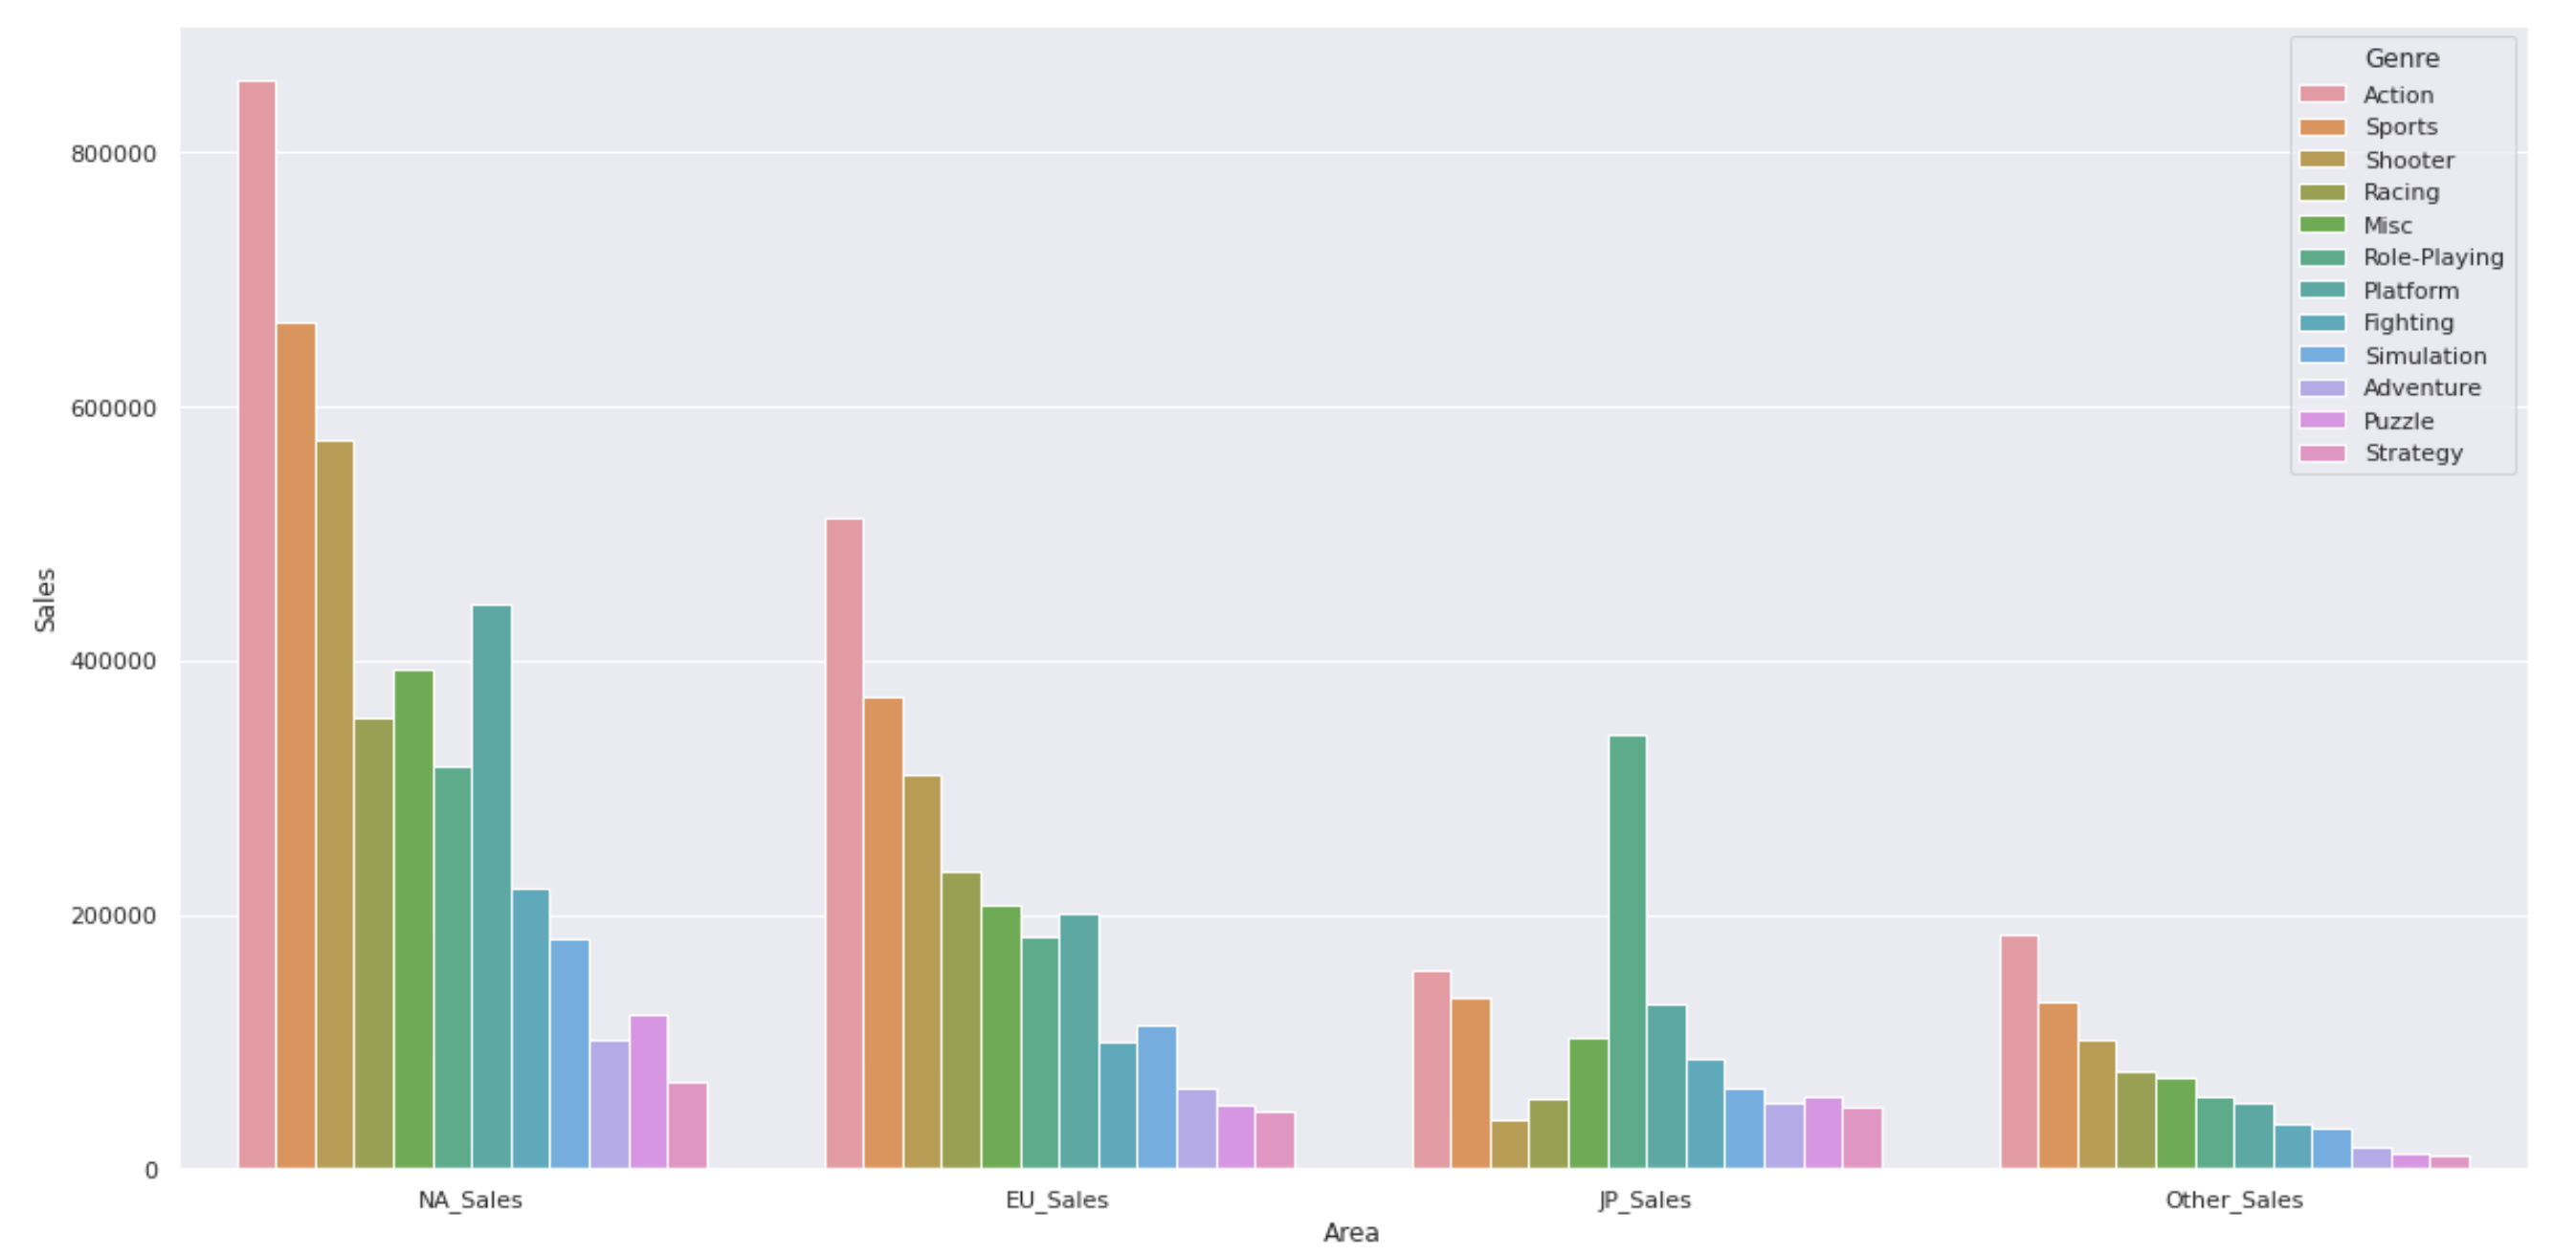 Genre
Action
Sports
Shooter
Racing
Misc
Role-Playing
Platform
Fighting
Simulation
Adventure
Puzzle
Strategy
800000
600000
400000
200000
0
Sales
NA_Sales
EU_Sales
JP_Sales
Other_Sales
Area